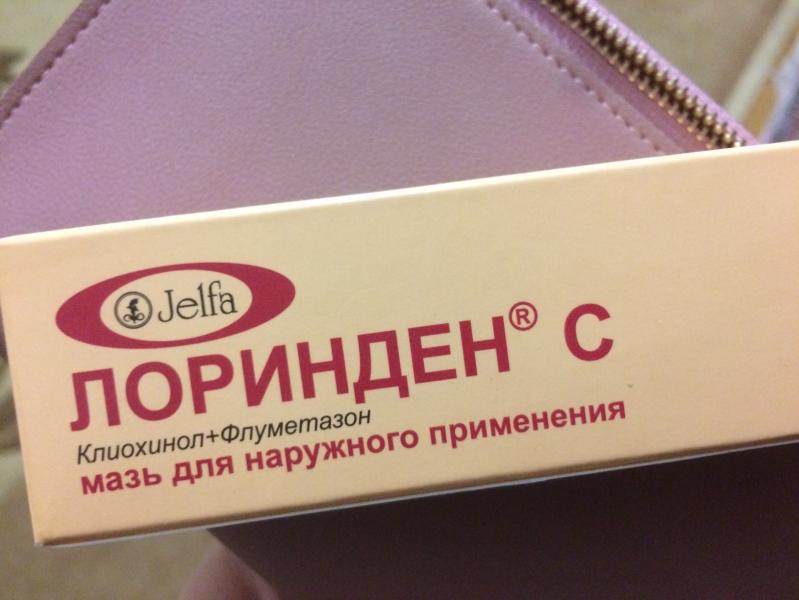 Jelfa
ЛОРИНДЕН® С
Клиохинол+Флуметазон
мазь для наружного применения